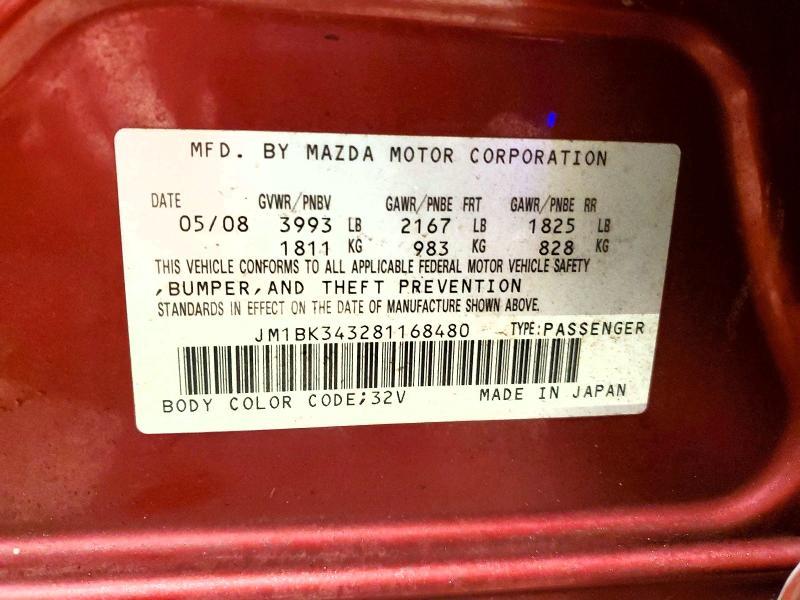 MFD. BY MAZDA MOTOR CORPORATION
DATE GVWR/PNBV GAWR/PNBE FRT GAWR/PNBE RR
05/08 3993 LB 2167 LB 1825 LB
1811 KG 983 KG 828 KG
THIS VEHICLE CONFORMS TO ALL APPLICABLE FEDERAL MOTOR VEHICLE SAFETY
,BUMPER,AND THEFT PREVENTION
STANDARDS IN EFFECT ON THE DATE OF MANUFACTURE SHOWN ABOVE.
JM1BK343281168480 TYPE:PASSENGER
BODY COLOR CODE;32V MADE IN JAPAN